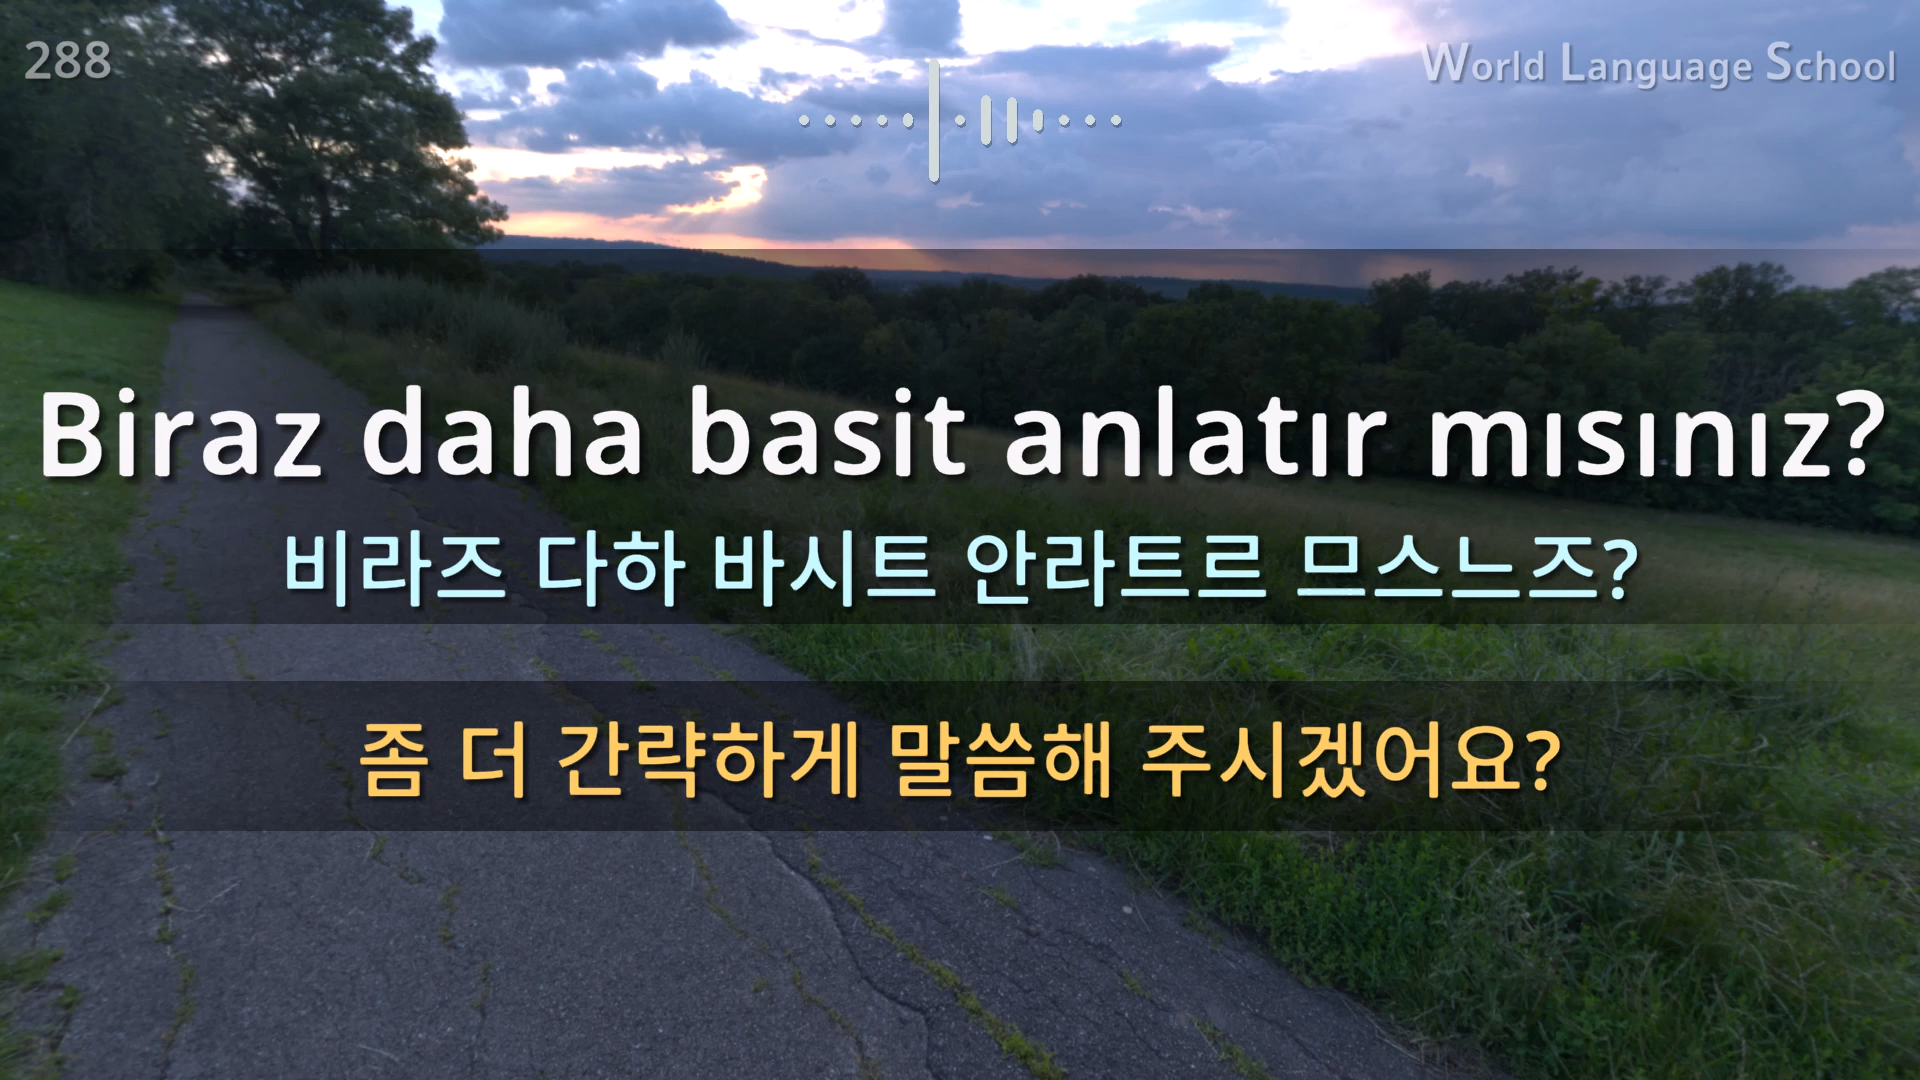 288
World Language School
Biraz daha basit anlatır mısınız?
비라즈 다하 바시트 안라트르 므스느즈?
좀 더 간략하게 말씀해 주시겠어요?